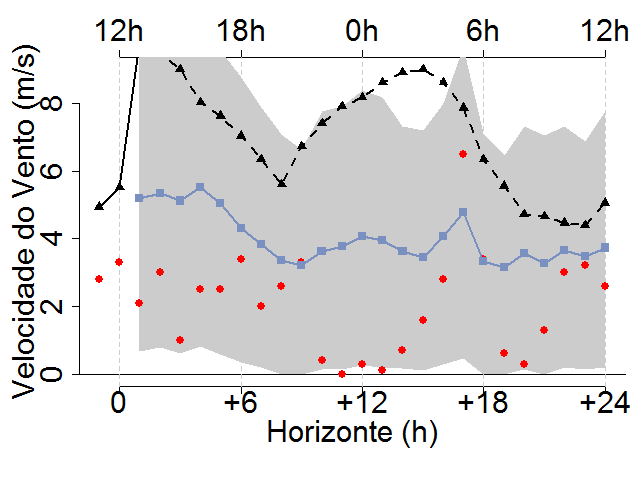 12h 18h 0h 6h 12h
Velocidade do Vento (m/s)
8
6
4
2
0
0 +6 +12 +18 +24
Horizonte (h)